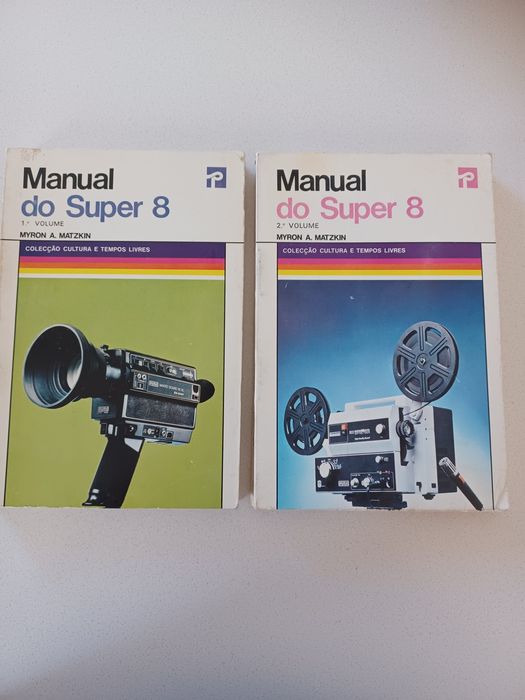 Manual
do Super 8
1.º VOLUME
MYRON A. MATZKIN
COLECÇÃO CULTURA E TEMPOS LIVRES
Manual
do Super 8
2.º VOLUME
MYRON A. MATZKIN
COLECÇÃO CULTURA E TEMPOS LIVRES